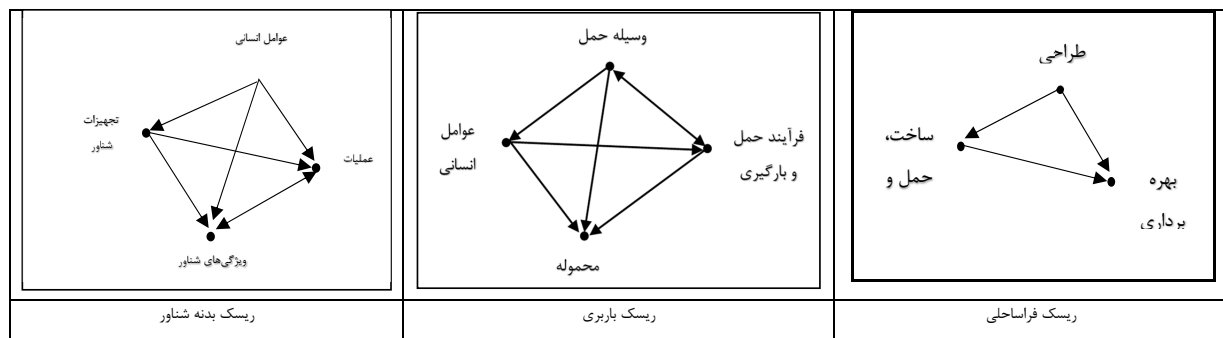 طراحی
ساخت،
حمل و
بهره
برداری
ریسک فراساحلی
وسیله حمل
عوامل
انسانی
فرآیند حمل
و بارگیری
محموله
ریسک باربری
عوامل انسانی
تجهیزات
شناور
عملیات
ویژگی‌های شناور
ریسک بدنه شناور